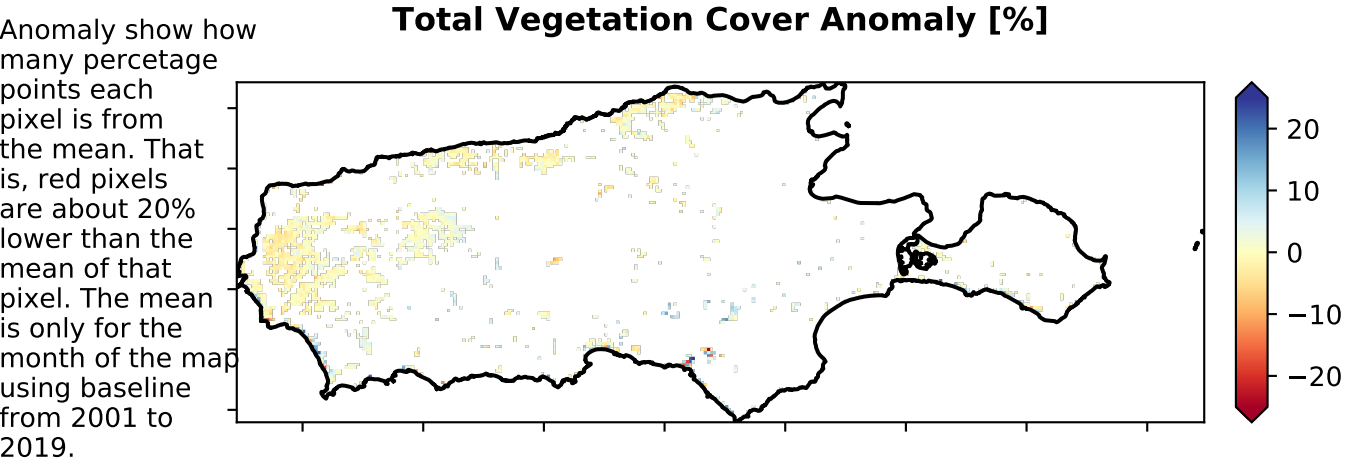 Total Vegetation Cover Anomaly [%]
Anomaly show how
many percetage
points each
pixel is from
the mean. That
is, red pixels
are about 20%
lower than the
mean of that
pixel. The mean
is only for the
month of the map
using baseline
from 2001 to
2019.
20
10
0
−10
−20